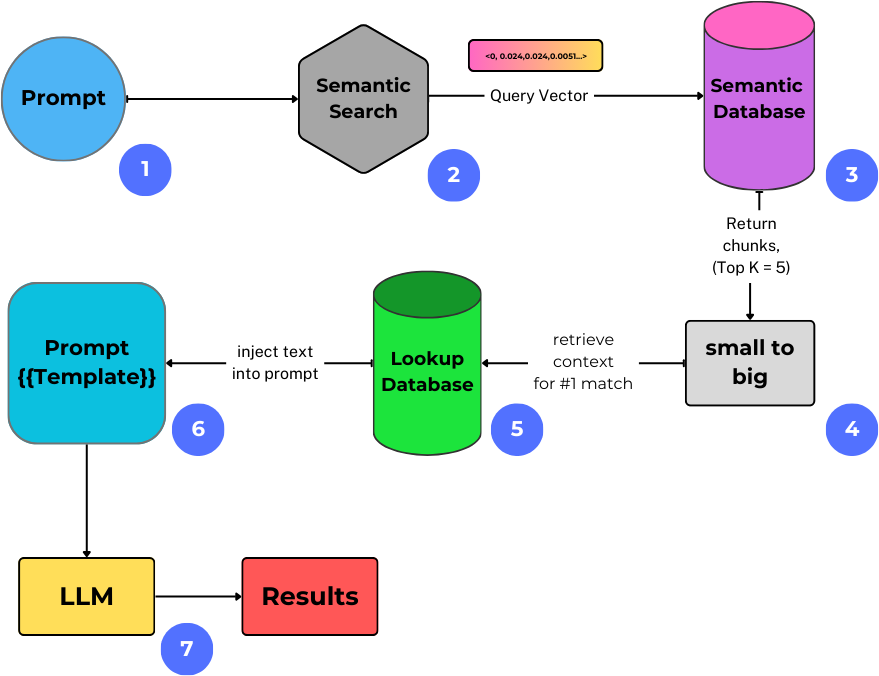 Prompt
1
Semantic
Search
2
<0, 0.024,0.024,0.0051...>
Query Vector
Semantic
Database
3
Return
chunks,
(Top K = 5)
small to
big
4
retrieve
context
for #1 match
Lookup
Database
5
inject text
into prompt
Prompt
{{Template}}
6
LLM
7
Results